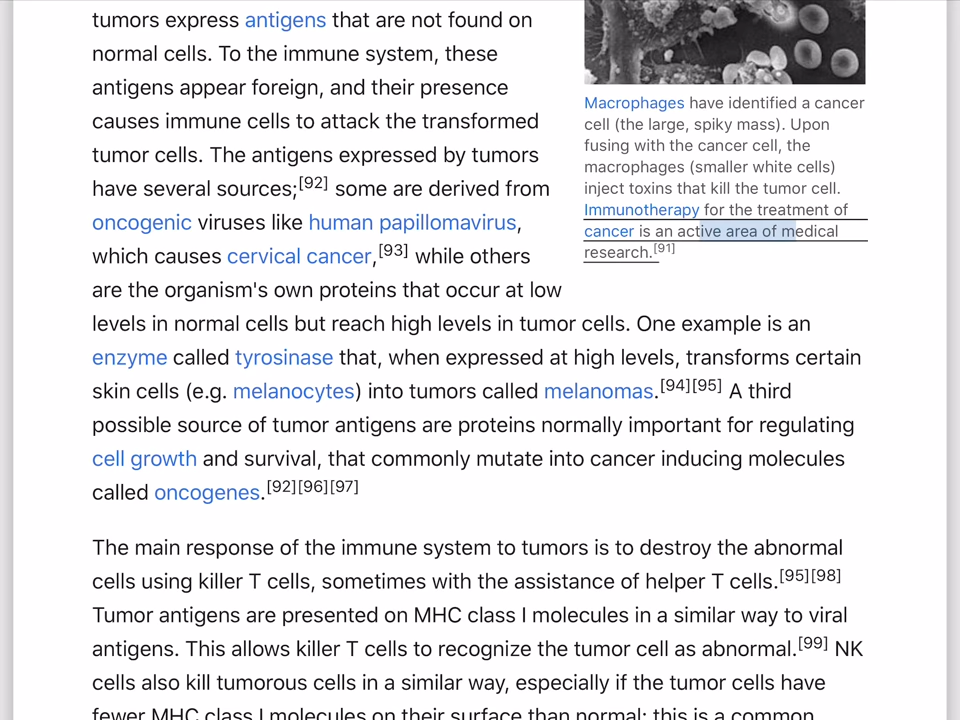 tumors express antigens that are not found on
normal cells. To the immune system, these
antigens appear foreign, and their presence
causes immune cells to attack the transformed
tumor cells. The antigens expressed by tumors
have several sources;[92] some are derived from
oncogenic viruses like human papillomavirus,
which causes cervical cancer,[93] while others
are the organism's own proteins that occur at low
levels in normal cells but reach high levels in tumor cells. One example is an
enzyme called tyrosinase that, when expressed at high levels, transforms certain
skin cells (e.g. melanocytes) into tumors called melanomas.[94][95] A third
possible source of tumor antigens are proteins normally important for regulating
cell growth and survival, that commonly mutate into cancer inducing molecules
called oncogenes.[92][96][97]
Macrophages have identified a cancer
cell (the large, spiky mass). Upon
fusing with the cancer cell, the
macrophages (smaller white cells)
inject toxins that kill the tumor cell.
Immunotherapy for the treatment of
cancer is an active area of medical
research.[91]
The main response of the immune system to tumors is to destroy the abnormal
cells using killer T cells, sometimes with the assistance of helper T cells.[95][98]
Tumor antigens are presented on MHC class I molecules in a similar way to viral
antigens. This allows killer T cells to recognize the tumor cell as abnormal.[99] NK
cells also kill tumorous cells in a similar way, especially if the tumor cells have
fewer MHC class I molecules on their surface than normal; this is a common